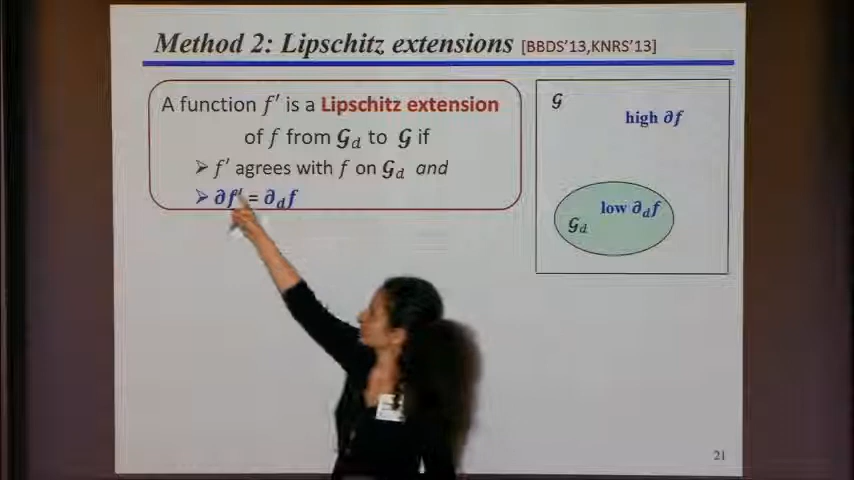 Method 2: Lipschitz extensions [BBDS'13,KNRS'13]
A function f' is a Lipschitz extension
of f from 𝒢d to 𝒢 if
➢ f' agrees with f on 𝒢d and
➢ ∂f' = ∂df
𝒢
high ∂f
low ∂df
𝒢d
21